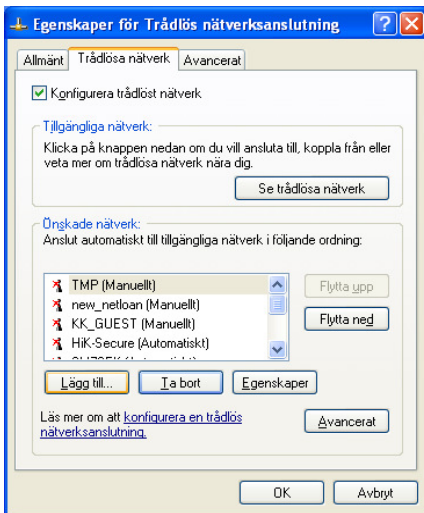 Egenskaper för Trådlös nätverksanslutning
Allmänt Trådlösa nätverk Avancerat
Konfigurera trådlöst nätverk
Tillgängliga nätverk:
Klicka på knappen nedan om du vill ansluta till, koppla från eller
veta mer om trådlösa nätverk nära dig.
Se trådlösa nätverk
Önskade nätverk:
Anslut automatiskt till tillgängliga nätverk i följande ordning:
TMP (Manuellt)
new_netloan (Manuellt)
KK_GUEST (Manuellt)
HiK-Secure (Automatiskt)
Flytta upp
Flytta ned
Lägg till... Ta bort Egenskaper
Läs mer om att konfigurera en trådlös
nätverksanslutning.
Avancerat
OK Avbryt